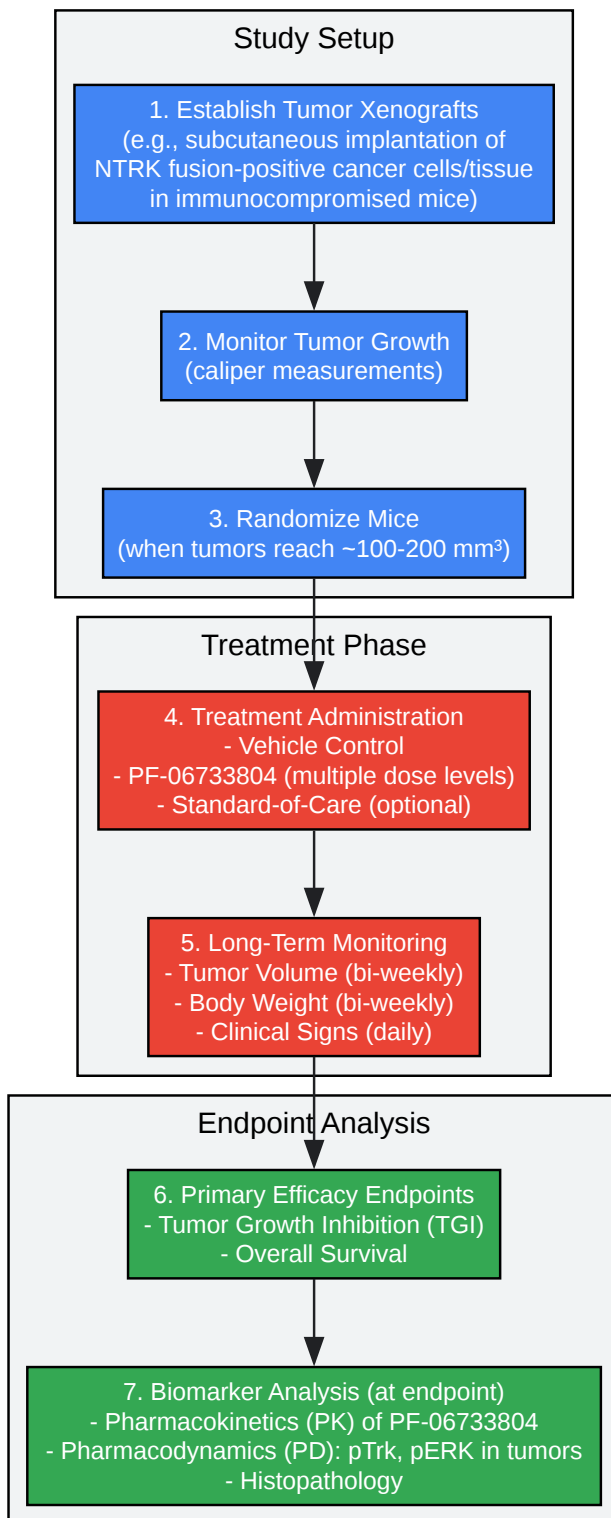 Study Setup
1. Establish Tumor Xenografts
(e.g., subcutaneous implantation of
NTRK fusion-positive cancer cells/tissue
in immunocompromised mice)
2. Monitor Tumor Growth
(caliper measurements)
3. Randomize Mice
(when tumors reach ~100-200 mm³)
Treatment Phase
4. Treatment Administration
- Vehicle Control
- PF-06733804 (multiple dose levels)
- Standard-of-Care (optional)
5. Long-Term Monitoring
- Tumor Volume (bi-weekly)
- Body Weight (bi-weekly)
- Clinical Signs (daily)
Endpoint Analysis
6. Primary Efficacy Endpoints
- Tumor Growth Inhibition (TGI)
- Overall Survival
7. Biomarker Analysis (at endpoint)
- Pharmacokinetics (PK) of PF-06733804
- Pharmacodynamics (PD): pTrk, pERK in tumors
- Histopathology